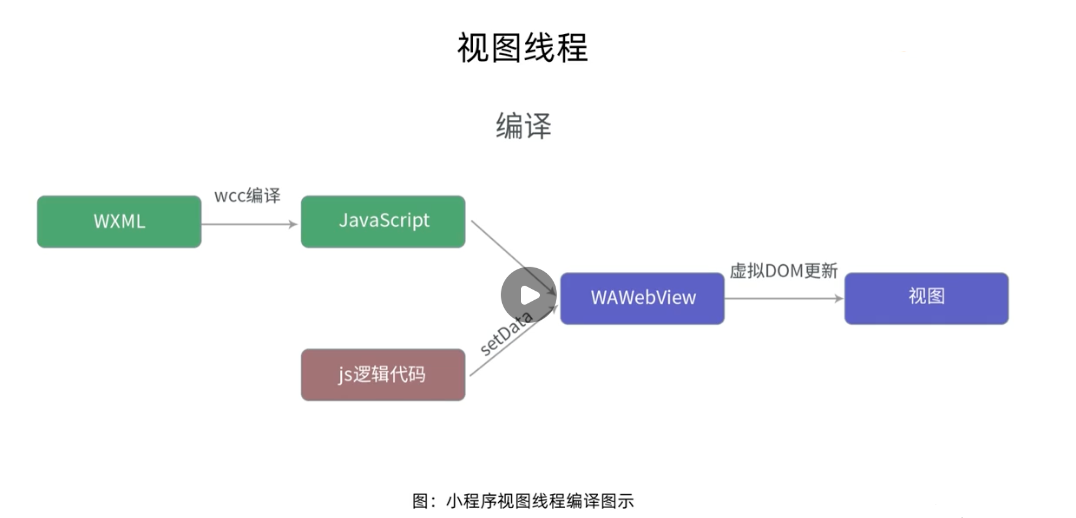 视图线程
编译
wcc编译
WXML
JavaScript
虚拟DOM更新
WAWebView
视图
setData
js逻辑代码
图：小程序视图线程编译图示